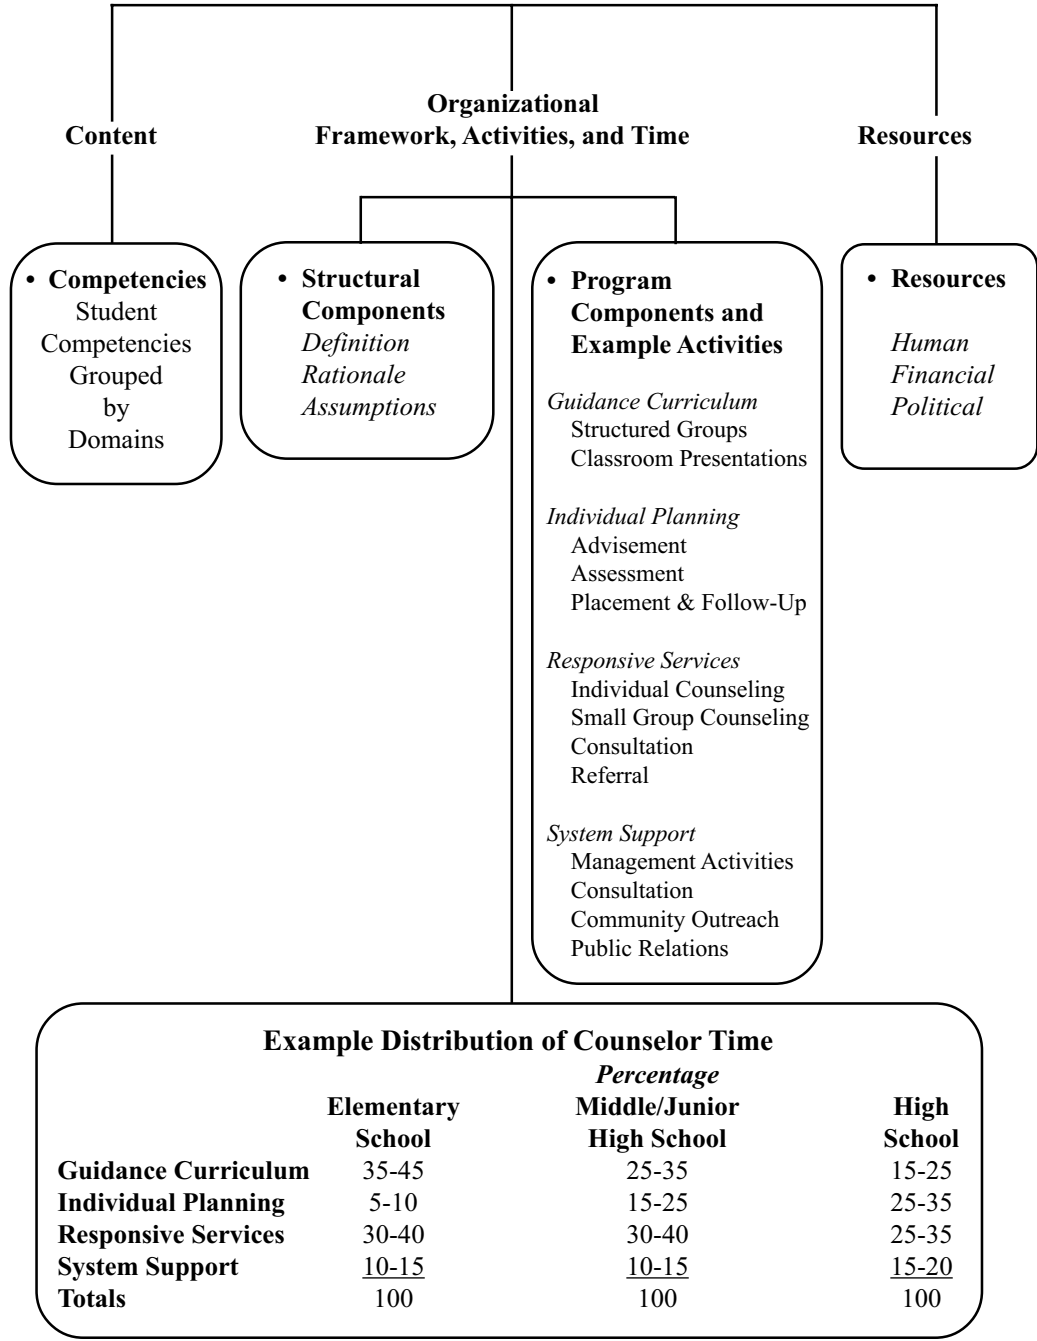 Content
Organizational
Framework, Activities, and Time
Resources
• Competencies
Student
Competencies
Grouped
by
Domains
• Structural
Components
Definition
Rationale
Assumptions
• Program
Components and
Example Activities
Guidance Curriculum
Structured Groups
Classroom Presentations
Individual Planning
Advisement
Assessment
Placement & Follow-Up
Responsive Services
Individual Counseling
Small Group Counseling
Consultation
Referral
System Support
Management Activities
Consultation
Community Outreach
Public Relations
• Resources
Human
Financial
Political
Example Distribution of Counselor Time
Percentage
Elementary Middle/Junior High
School High School School
Guidance Curriculum 35-45 25-35 15-25
Individual Planning 5-10 15-25 25-35
Responsive Services 30-40 30-40 25-35
System Support 10-15 10-15 15-20
Totals 100 100 100